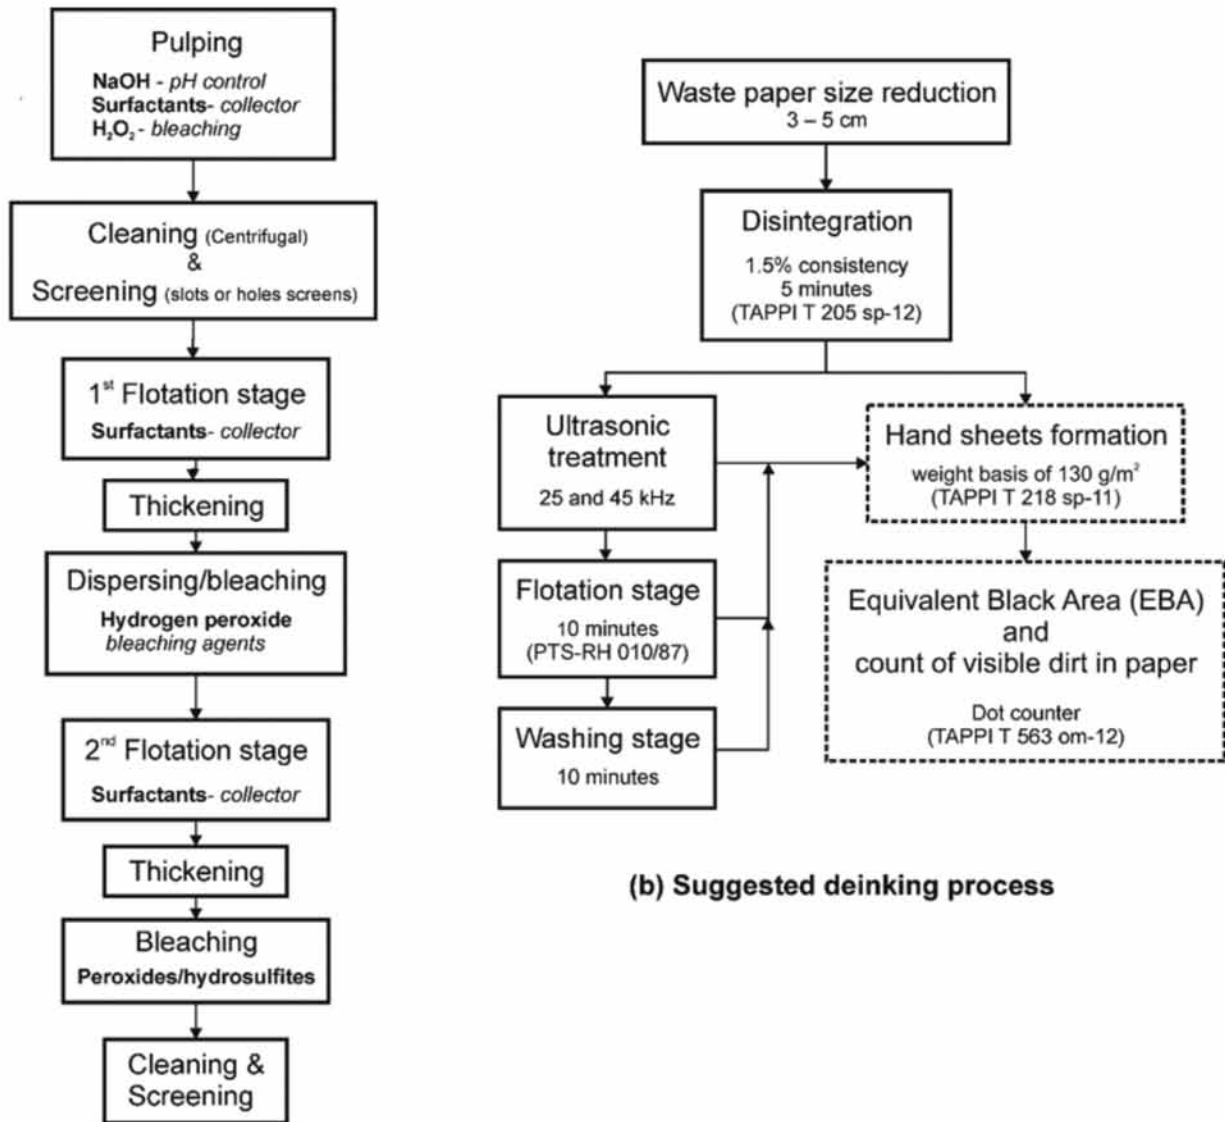 Pulping
NaOH - pH control
Surfactants- collector
H₂O₂ - bleaching
Cleaning (Centrifugal)
&
Screening (slots or holes screens)
1st Flotation stage
Surfactants- collector
Thickening
Dispersing/bleaching
Hydrogen peroxide
bleaching agents
2nd Flotation stage
Surfactants- collector
Thickening
Bleaching
Peroxides/hydrosulfites
Cleaning &
Screening
Waste paper size reduction
3 – 5 cm
Disintegration
1.5% consistency
5 minutes
(TAPPI T 205 sp-12)
Ultrasonic
treatment
25 and 45 kHz
Flotation stage
10 minutes
(PTS-RH 010/87)
Washing stage
10 minutes
Hand sheets formation
weight basis of 130 g/m²
(TAPPI T 218 sp-11)
Equivalent Black Area (EBA)
and
count of visible dirt in paper
Dot counter
(TAPPI T 563 om-12)
(b) Suggested deinking process